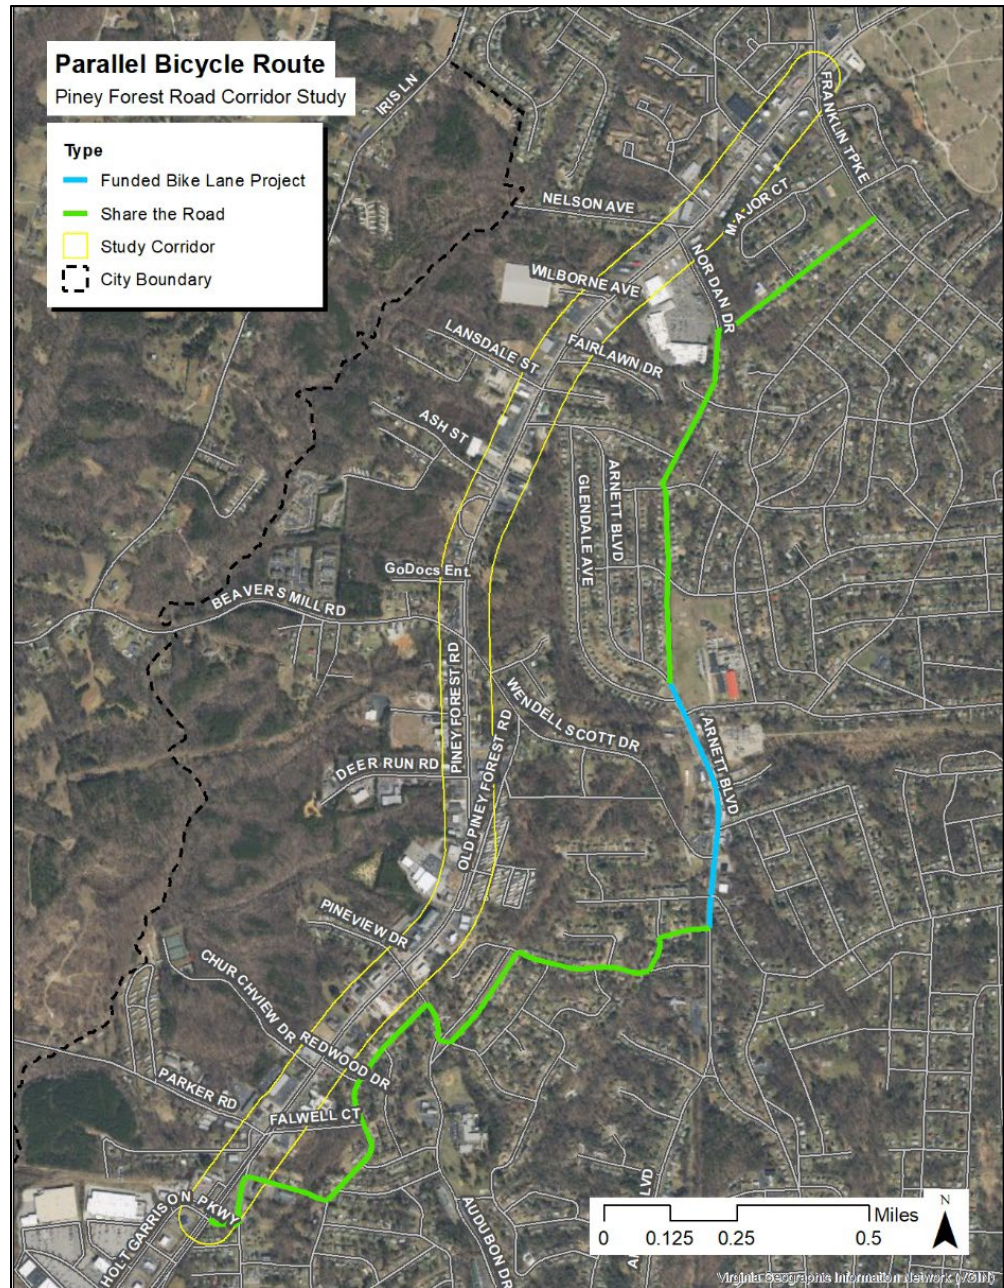 Parallel Bicycle Route
Piney Forest Road Corridor Study
Type
Funded Bike Lane Project
Share the Road
Study Corridor
City Boundary
IRIS LN
FRANKLIN TPKE
NELSON AVE
MAJOR CT
NORDAN DR
WILBORNE AVE
LANSDALE ST
FAIRLAWN DR
ASH ST
ARNETT BLVD
GLENDALE AVE
GoDocs Ent.
BEAVERS MILL RD
PINEY FOREST RD
WENDELL SCOTT DR
OLD PINEY FOREST RD
ARNETT BLVD
DEER RUN RD
PINEVIEW DR
CHURCHVIEW DR
REDWOOD DR
PARKER RD
FALWELL CT
HOLT GARRISON PKWY
AUDUBON DR
LVD
N
Miles
0 0.125 0.25 0.5
Virginia Geographic Information Network (VGIN)